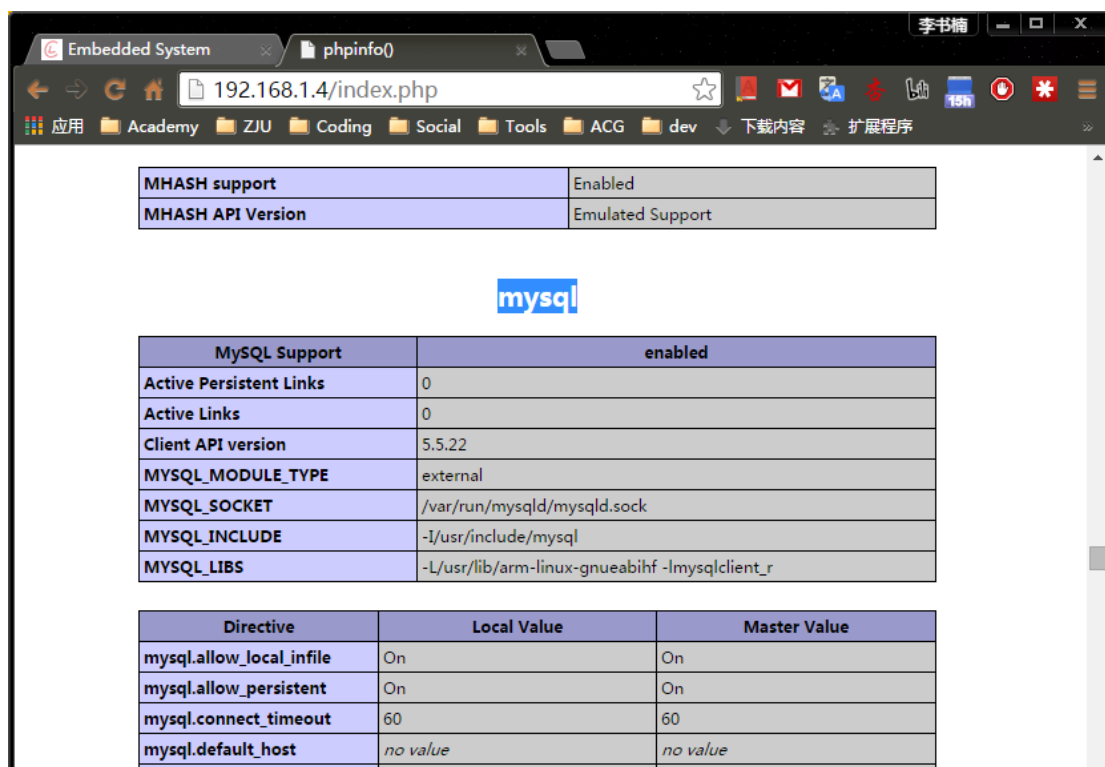 李书楠
Embedded System
phpinfo()
192.168.1.4/index.php
15h
应用 Academy ZJU Coding Social Tools ACG dev 下载内容 扩展程序
MHASH support Enabled
MHASH API Version Emulated Support
mysql
MySQL Support enabled
Active Persistent Links 0
Active Links 0
Client API version 5.5.22
MYSQL_MODULE_TYPE external
MYSQL_SOCKET /var/run/mysqld/mysqld.sock
MYSQL_INCLUDE -I/usr/include/mysql
MYSQL_LIBS -L/usr/lib/arm-linux-gnueabihf -lmysqlclient_r
Directive Local Value Master Value
mysql.allow_local_infile On On
mysql.allow_persistent On On
mysql.connect_timeout 60 60
mysql.default_host no value no value